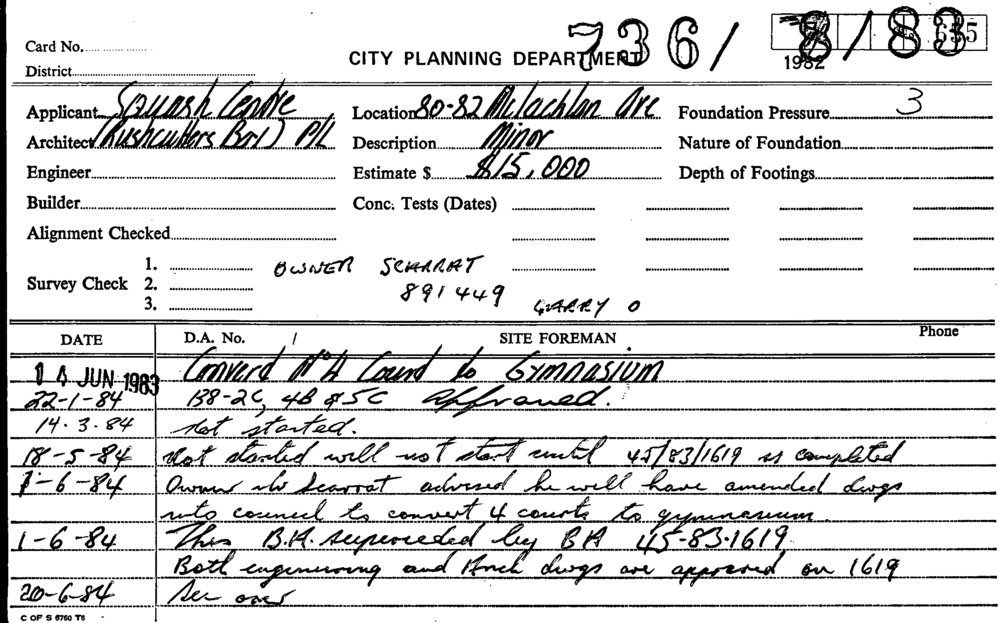 736/8/83
Card No.
CITY PLANNING DEPARTMENT
1982
District
Applicant Squash Centre Location 80-82 McLachlan Ave Foundation Pressure 3
Architect (Rushcutters Bay) P/L Description Minor Nature of Foundation
Engineer Estimate $ $15,000 Depth of Footings
Builder Conc. Tests (Dates)
Alignment Checked
Survey Check 1. 2. 3.
OWNER SCARRAT
891449
GARRY O
DATE D.A. No. / SITE FOREMAN Phone
14 JUN 1983 Convert No 4 Court to Gymnasium
22-1-84 B8-2C, 4B & 5C approved.
14.3.84 Not started.
18-5-84 Not started will not start until 45/83/1619 is completed
1-6-84 Owner Mr Scarrat advised he will have amended dwgs
into council to convert 4 courts to gymnasium.
1-6-84 This B.A. superceded by BA 45-83-1619
Both engineering and Arch dwgs are approved on 1619
20-6-84 See over
C OF S 6760 T6